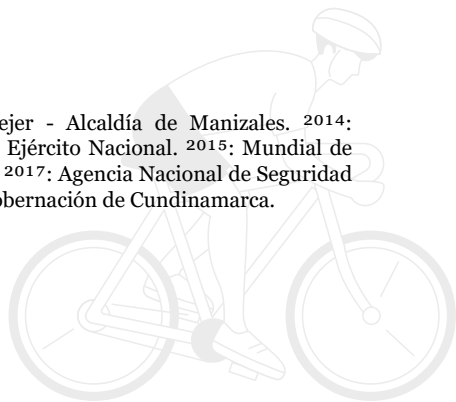 ejer - Alcaldía de Manizales. 2014:
Ejército Nacional. 2015: Mundial de
2017: Agencia Nacional de Seguridad
obernación de Cundinamarca.